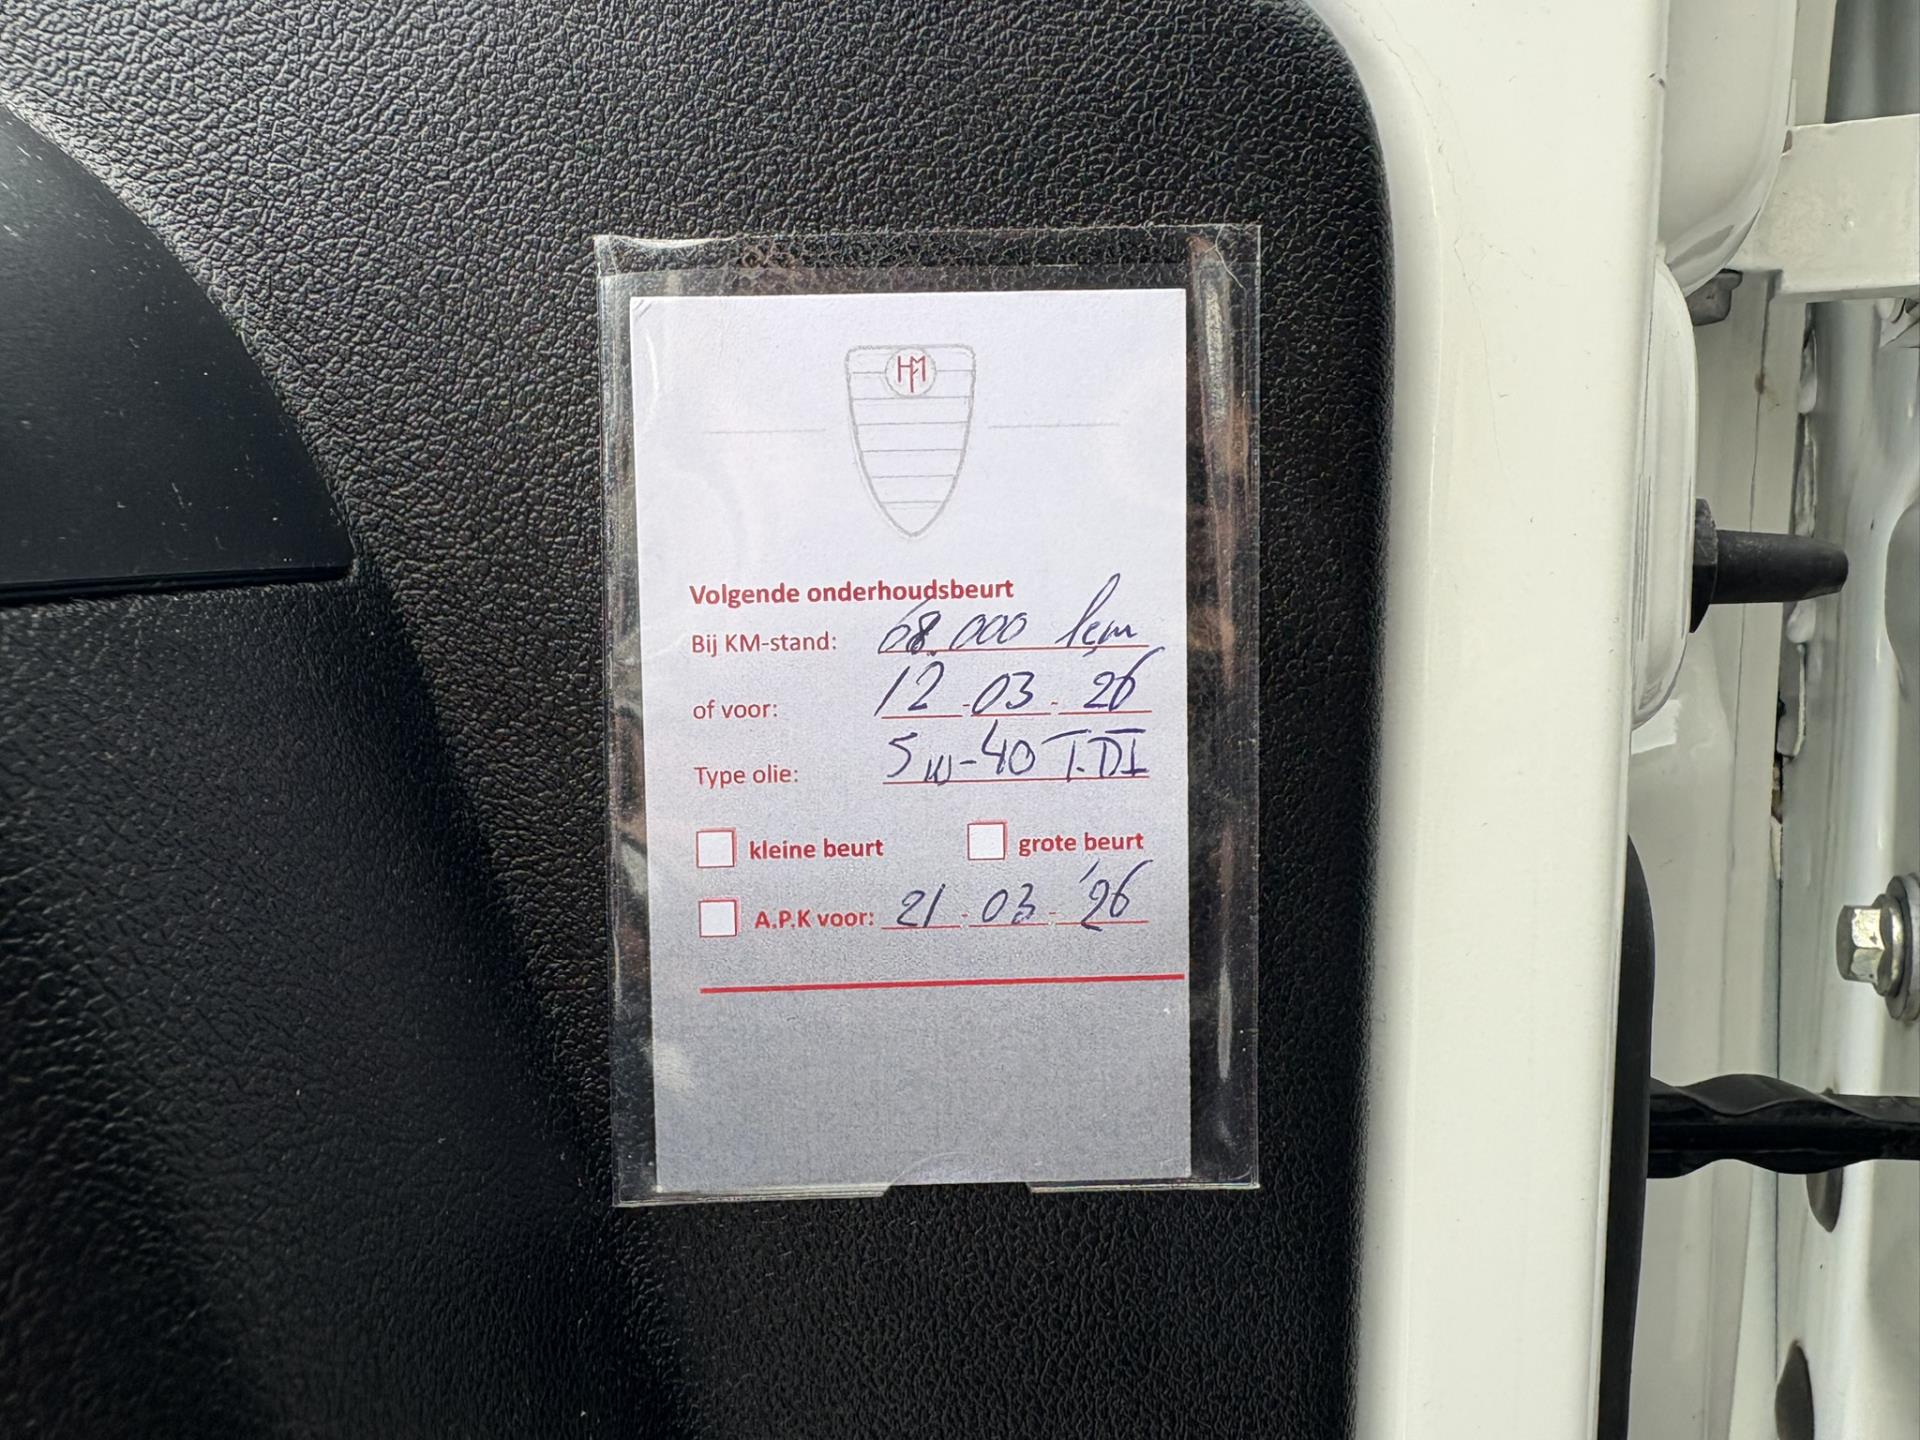 HM
Volgende onderhoudsbeurt
Bij KM-stand: 68.000 km
of voor: 12-03-26
Type olie: 5W-40 T.DI
kleine beurt grote beurt
A.P.K voor: 21-03-'26